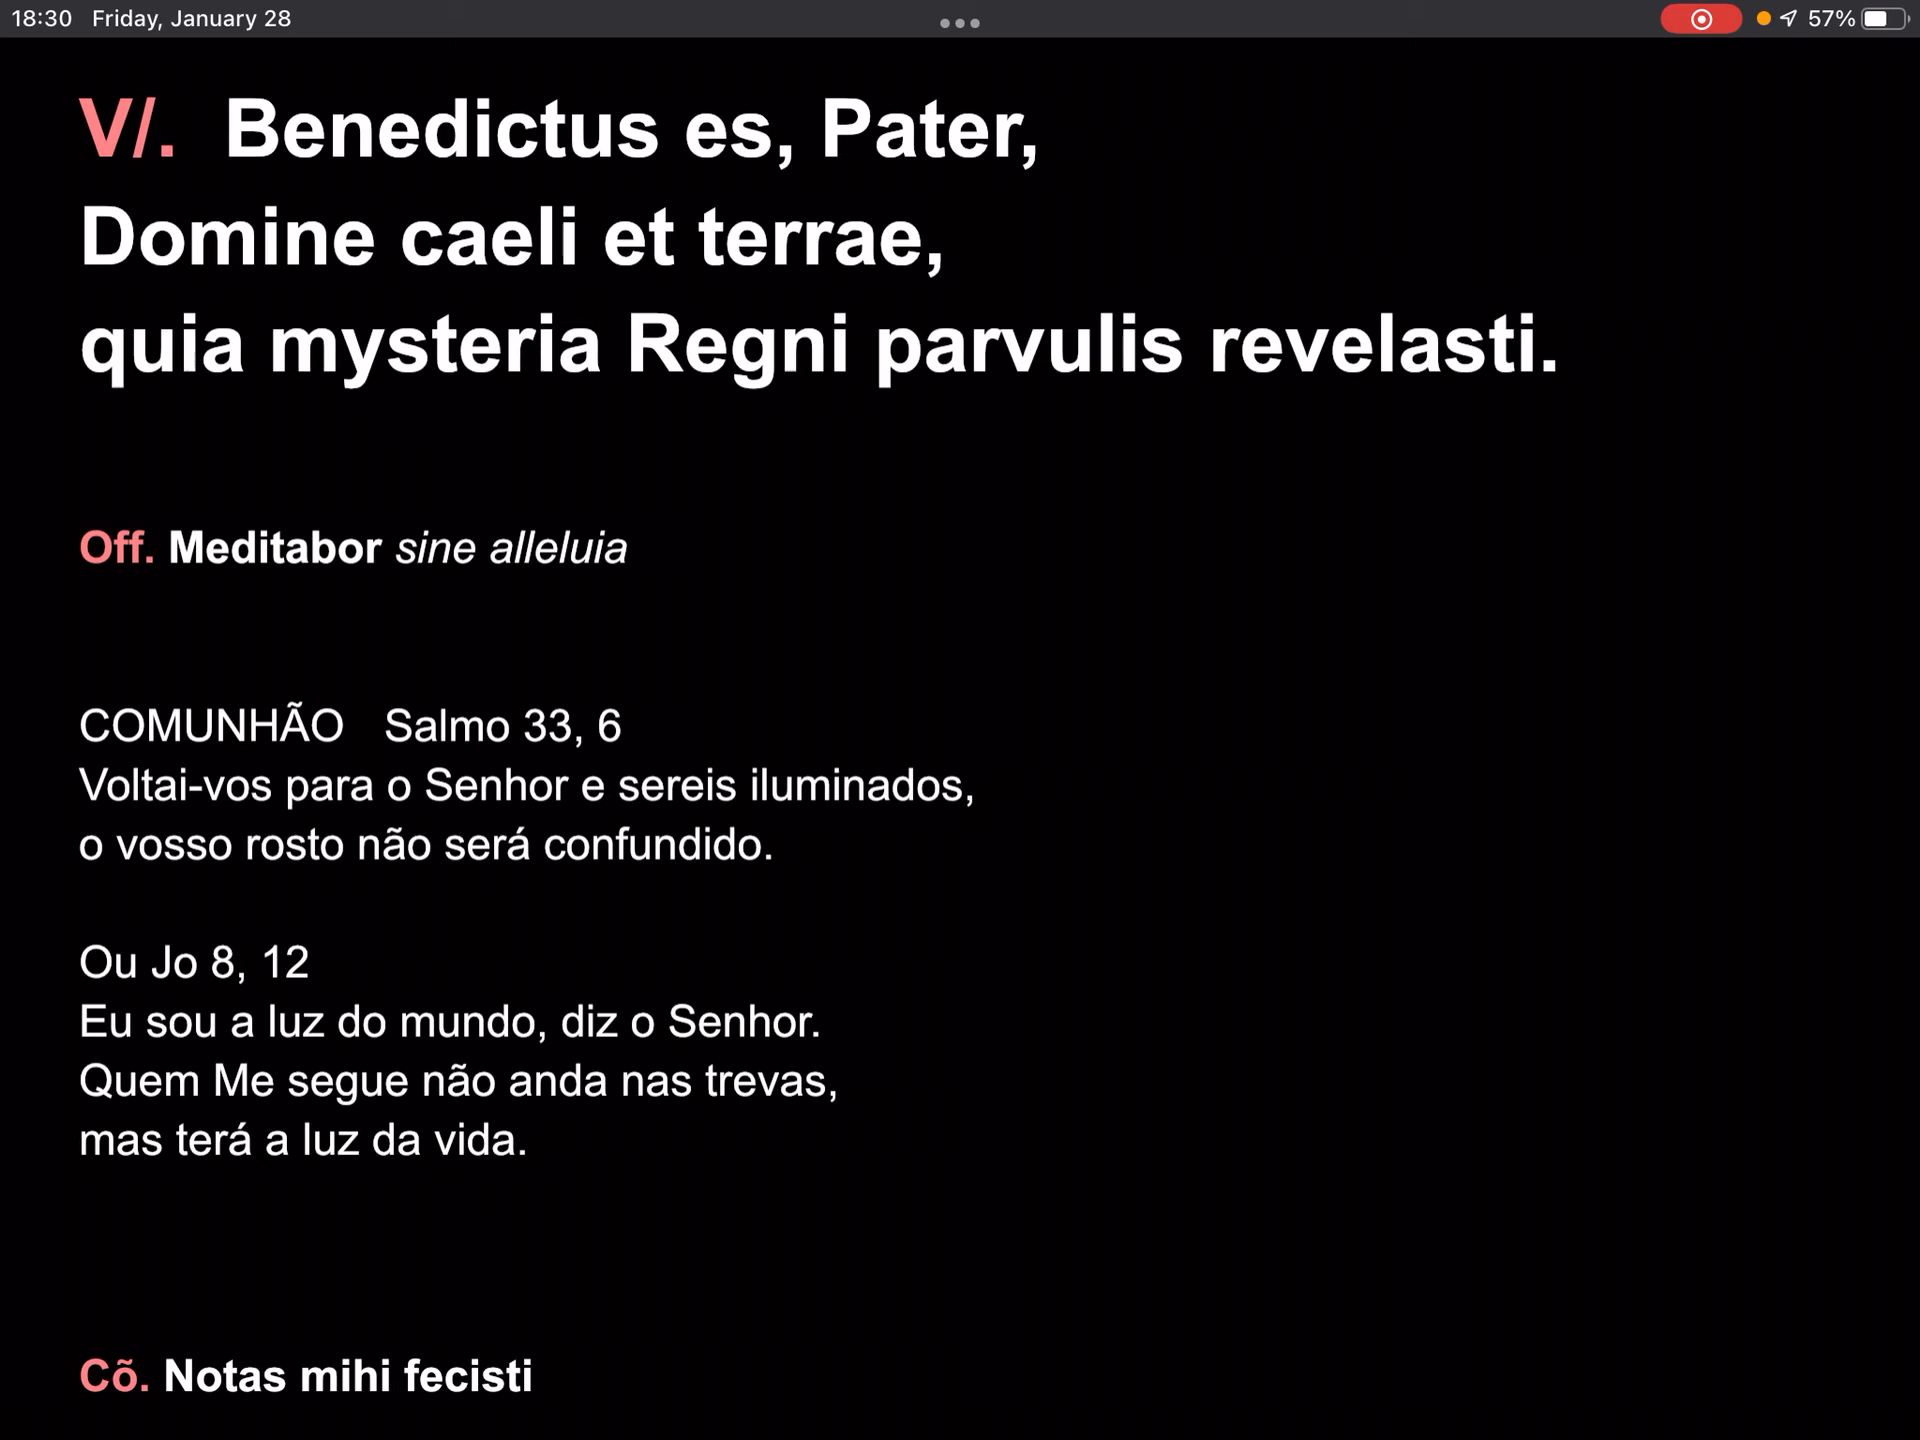 18:30 Friday, January 28
57%
V/. Benedictus es, Pater,
Domine caeli et terrae,
quia mysteria Regni parvulis revelasti.
Off. Meditabor sine alleluia
COMUNHÃO Salmo 33, 6
Voltai-vos para o Senhor e sereis iluminados,
o vosso rosto não será confundido.
Ou Jo 8, 12
Eu sou a luz do mundo, diz o Senhor.
Quem Me segue não anda nas trevas,
mas terá a luz da vida.
Cõ. Notas mihi fecisti